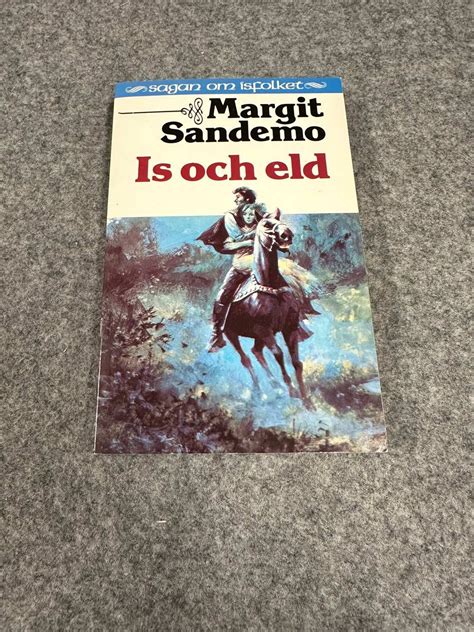 sagan om isfolket
Margit
Sandemo
Is och eld